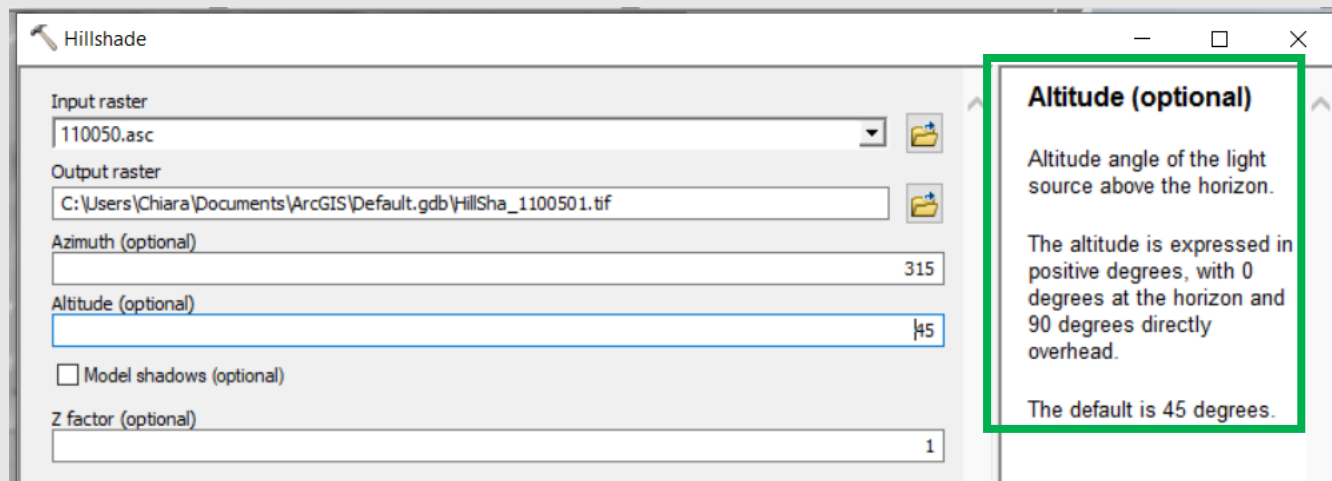 Hillshade
Input raster
110050.asc
Output raster
C:\Users\Chiara\Documents\ArcGIS\Default.gdb\HillSha_1100501.tif
Azimuth (optional)
315
Altitude (optional)
45
Model shadows (optional)
Z factor (optional)
1
Altitude (optional)
Altitude angle of the light
source above the horizon.
The altitude is expressed in
positive degrees, with 0
degrees at the horizon and
90 degrees directly
overhead.
The default is 45 degrees.